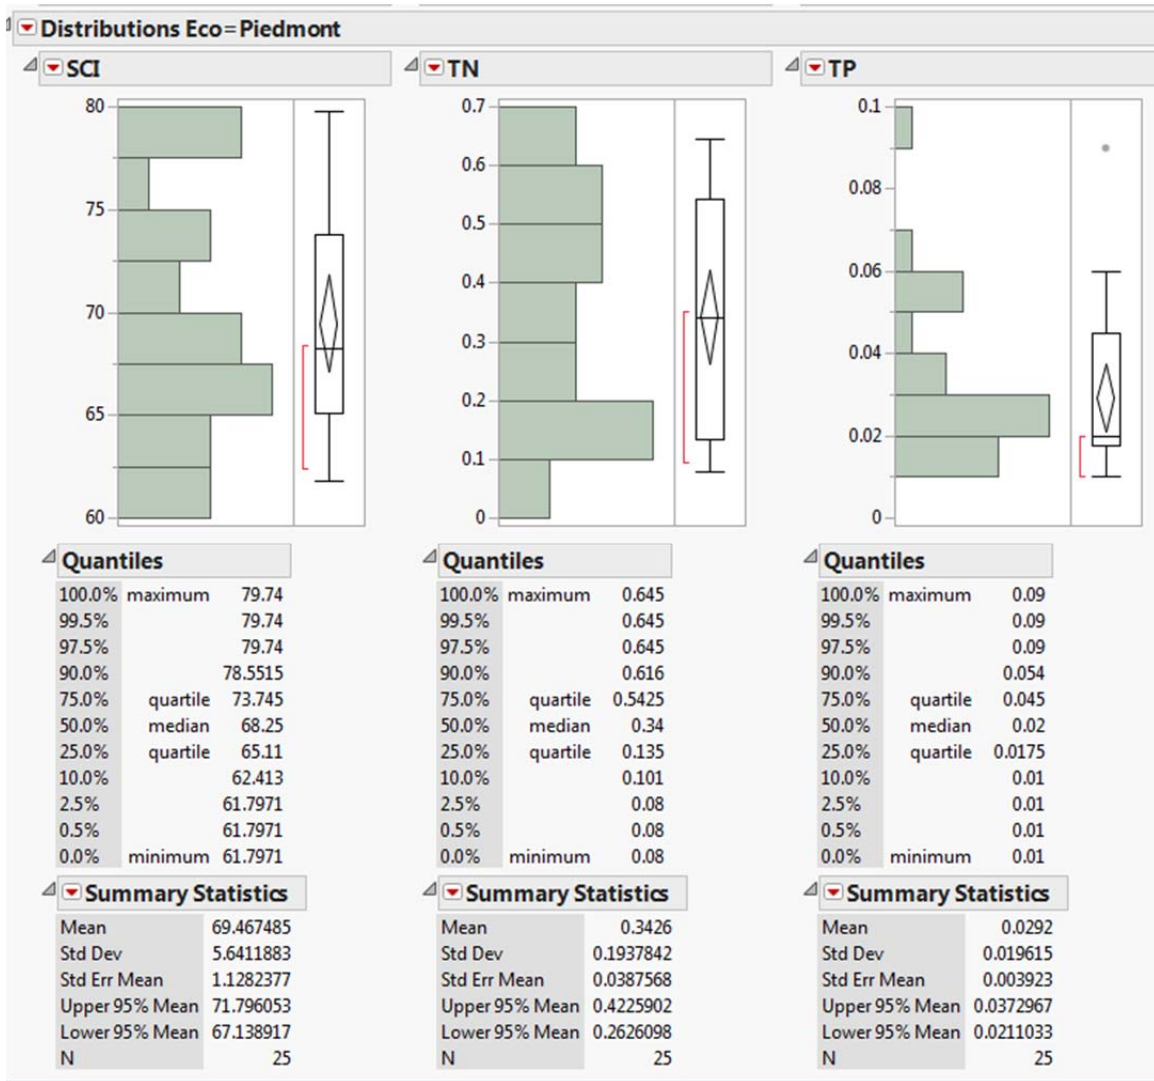 Distributions Eco=Piedmont
SCI
80
75
70
65
60
Quantiles
100.0% maximum 79.74
99.5% 79.74
97.5% 79.74
90.0% 78.5515
75.0% quartile 73.745
50.0% median 68.25
25.0% quartile 65.11
10.0% 62.413
2.5% 61.7971
0.5% 61.7971
0.0% minimum 61.7971
Summary Statistics
Mean 69.467485
Std Dev 5.6411883
Std Err Mean 1.1282377
Upper 95% Mean 71.796053
Lower 95% Mean 67.138917
N 25
TN
0.7
0.6
0.5
0.4
0.3
0.2
0.1
0
Quantiles
100.0% maximum 0.645
99.5% 0.645
97.5% 0.645
90.0% 0.616
75.0% quartile 0.5425
50.0% median 0.34
25.0% quartile 0.135
10.0% 0.101
2.5% 0.08
0.5% 0.08
0.0% minimum 0.08
Summary Statistics
Mean 0.3426
Std Dev 0.1937842
Std Err Mean 0.0387568
Upper 95% Mean 0.4225902
Lower 95% Mean 0.2626098
N 25
TP
0.1
0.08
0.06
0.04
0.02
0
Quantiles
100.0% maximum 0.09
99.5% 0.09
97.5% 0.09
90.0% 0.054
75.0% quartile 0.045
50.0% median 0.02
25.0% quartile 0.0175
10.0% 0.01
2.5% 0.01
0.5% 0.01
0.0% minimum 0.01
Summary Statistics
Mean 0.0292
Std Dev 0.019615
Std Err Mean 0.003923
Upper 95% Mean 0.0372967
Lower 95% Mean 0.0211033
N 25